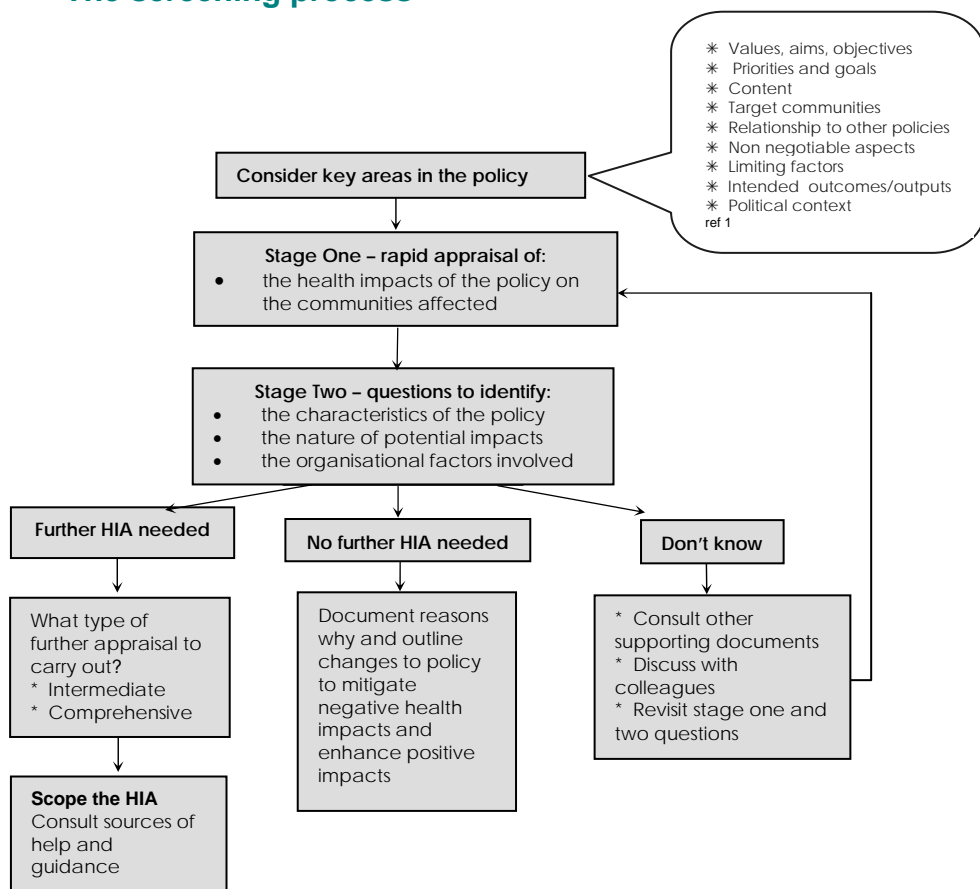 The screening process
✳ Values, aims, objectives
✳ Priorities and goals
✳ Content
✳ Target communities
✳ Relationship to other policies
✳ Non negotiable aspects
✳ Limiting factors
✳ Intended outcomes/outputs
✳ Political context
ref 1
Consider key areas in the policy
Stage One – rapid appraisal of:
• the health impacts of the policy on
the communities affected
Stage Two – questions to identify:
• the characteristics of the policy
• the nature of potential impacts
• the organisational factors involved
Further HIA needed
What type of
further appraisal to
carry out?
* Intermediate
* Comprehensive
Scope the HIA
Consult sources of
help and
guidance
No further HIA needed
Document reasons
why and outline
changes to policy
to mitigate
negative health
impacts and
enhance positive
impacts
Don't know
* Consult other
supporting documents
* Discuss with
colleagues
* Revisit stage one and
two questions